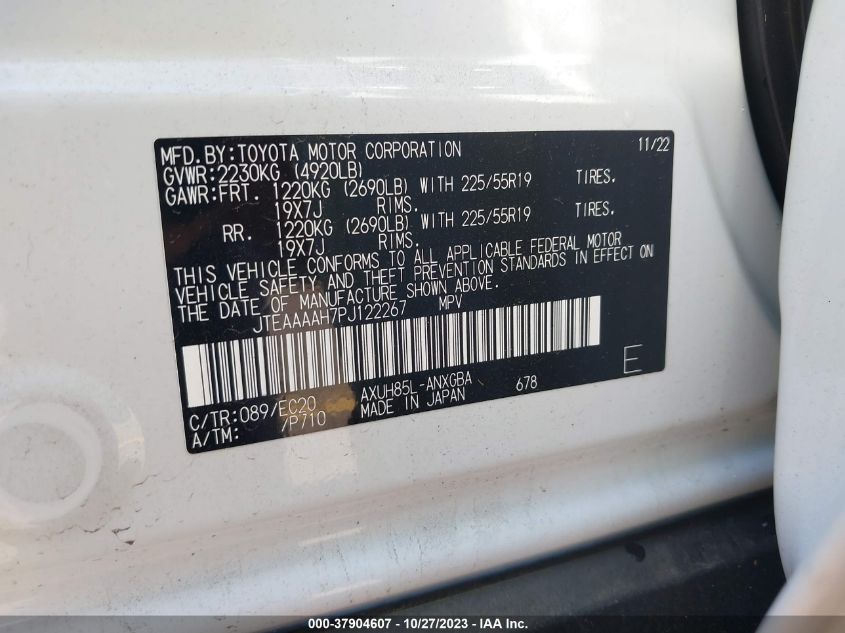 MFD.BY:TOYOTA MOTOR CORPORATION 11/22
GVWR:2230KG (4920LB)
GAWR:FRT. 1220KG (2690LB) WITH 225/55R19 TIRES.
19X7J RIMS.
RR. 1220KG (2690LB) WITH 225/55R19 TIRES.
19X7J RIMS.
THIS VEHICLE CONFORMS TO ALL APPLICABLE FEDERAL MOTOR
VEHICLE SAFETY AND THEFT PREVENTION STANDARDS IN EFFECT ON
THE DATE OF MANUFACTURE SHOWN ABOVE.
JTEAAAAH7PJ122267 MPV
E
C/TR:089/EC20 AXUH85L-ANXGBA 678
A/TM: /P710 MADE IN JAPAN
000-37904607 - 10/27/2023 - IAA Inc.